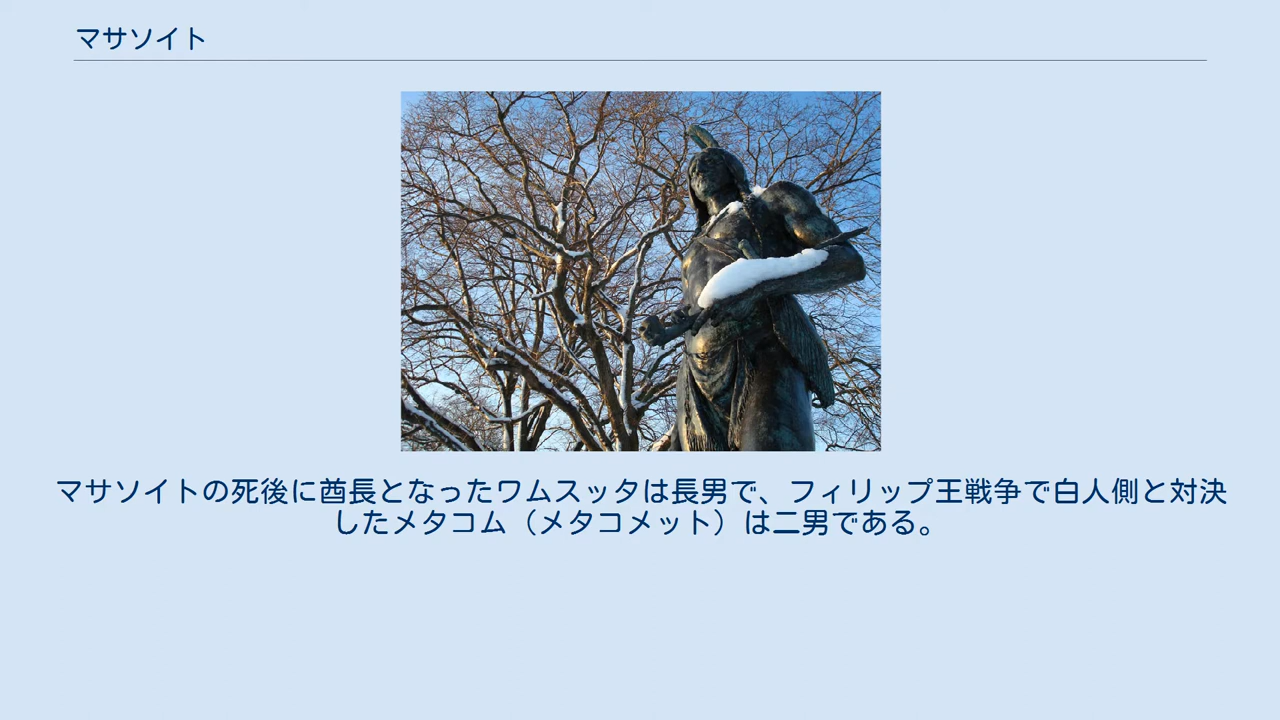 マサソイト
マサソイトの死後に酋長となったワムスッタは長男で、フィリップ王戦争で白人側と対決
したメタコム（メタコメット）は二男である。